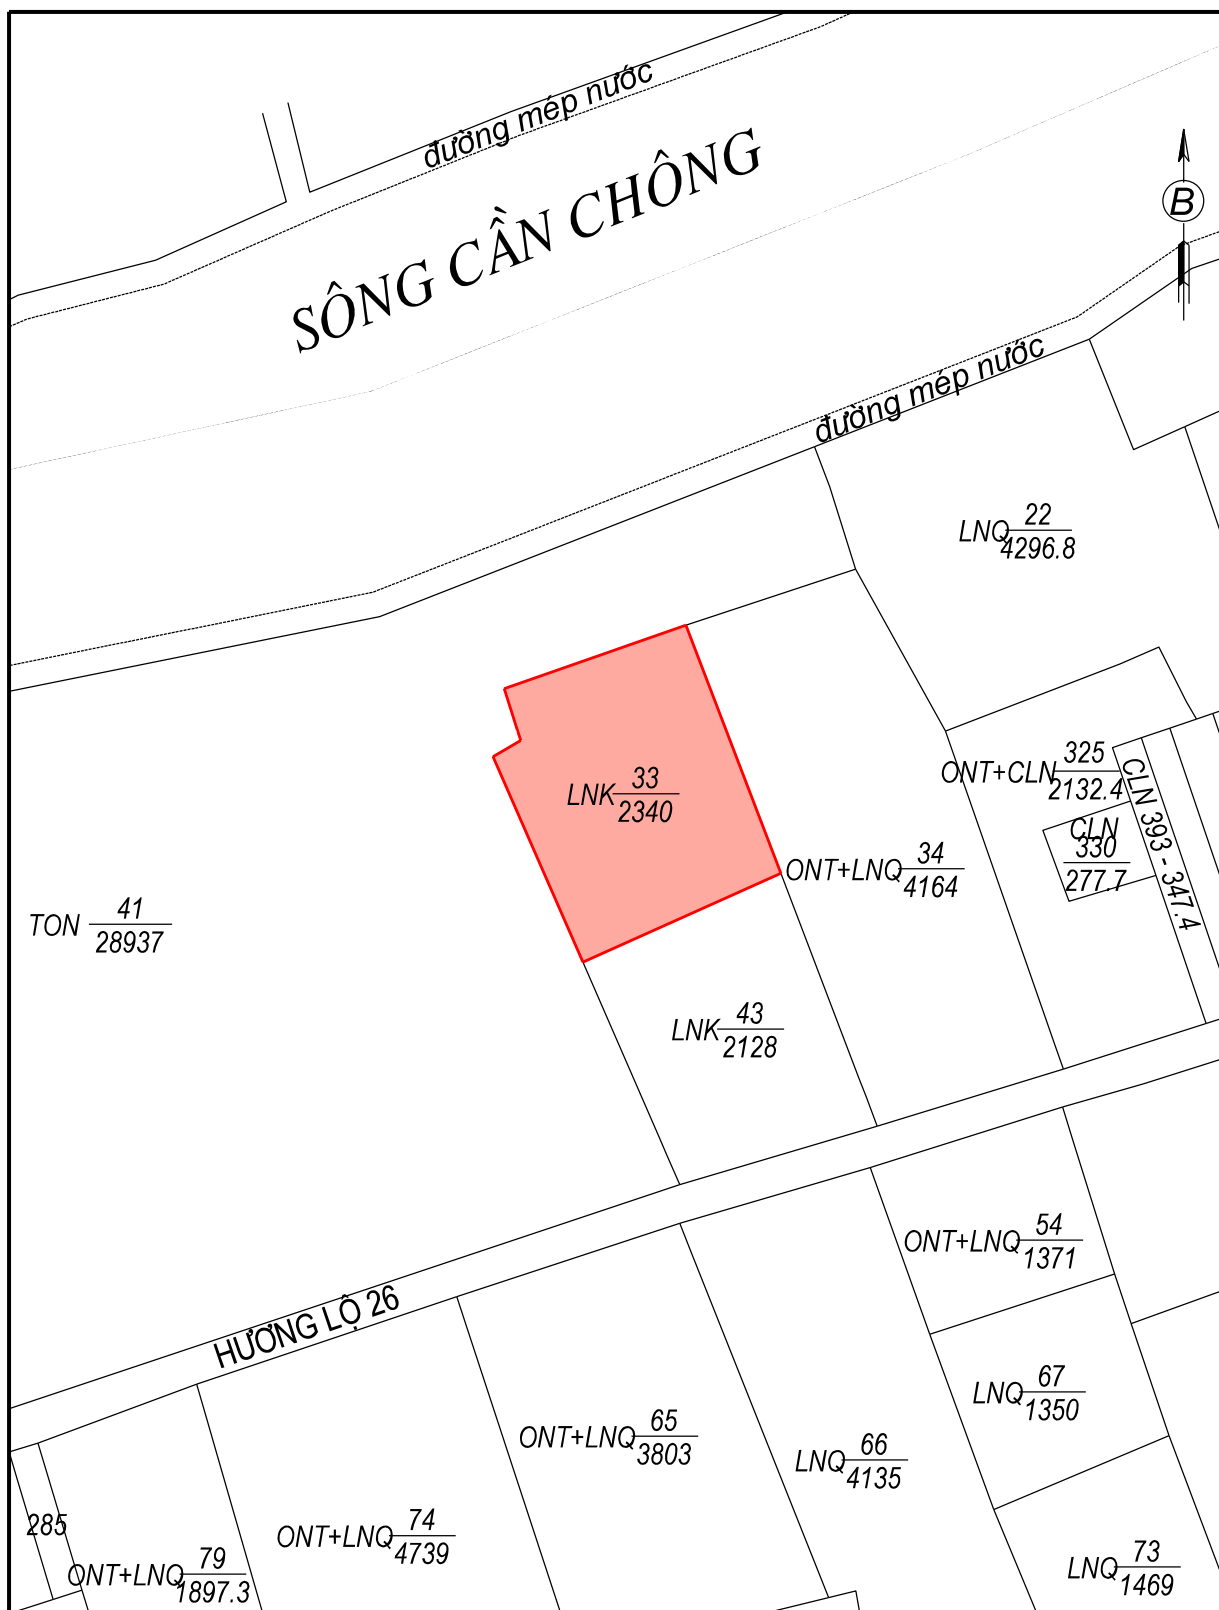 đường mép nước
SÔNG CẦN CHÔNG
B
đường mép nước
LNQ 22
4296.8
ONT+CLN 325
2132.4
CLN 393 - 347.4
CLN
330
277.7
LNK 33
2340
ONT+LNQ 34
4164
TON 41
28937
LNK 43
2128
ONT+LNQ 54
1371
HƯƠNG LỘ 26
LNQ 67
1350
ONT+LNQ 65
3803
LNQ 66
4135
285
ONT+LNQ 74
4739
ONT+LNQ 79
1897.3
LNQ 73
1469